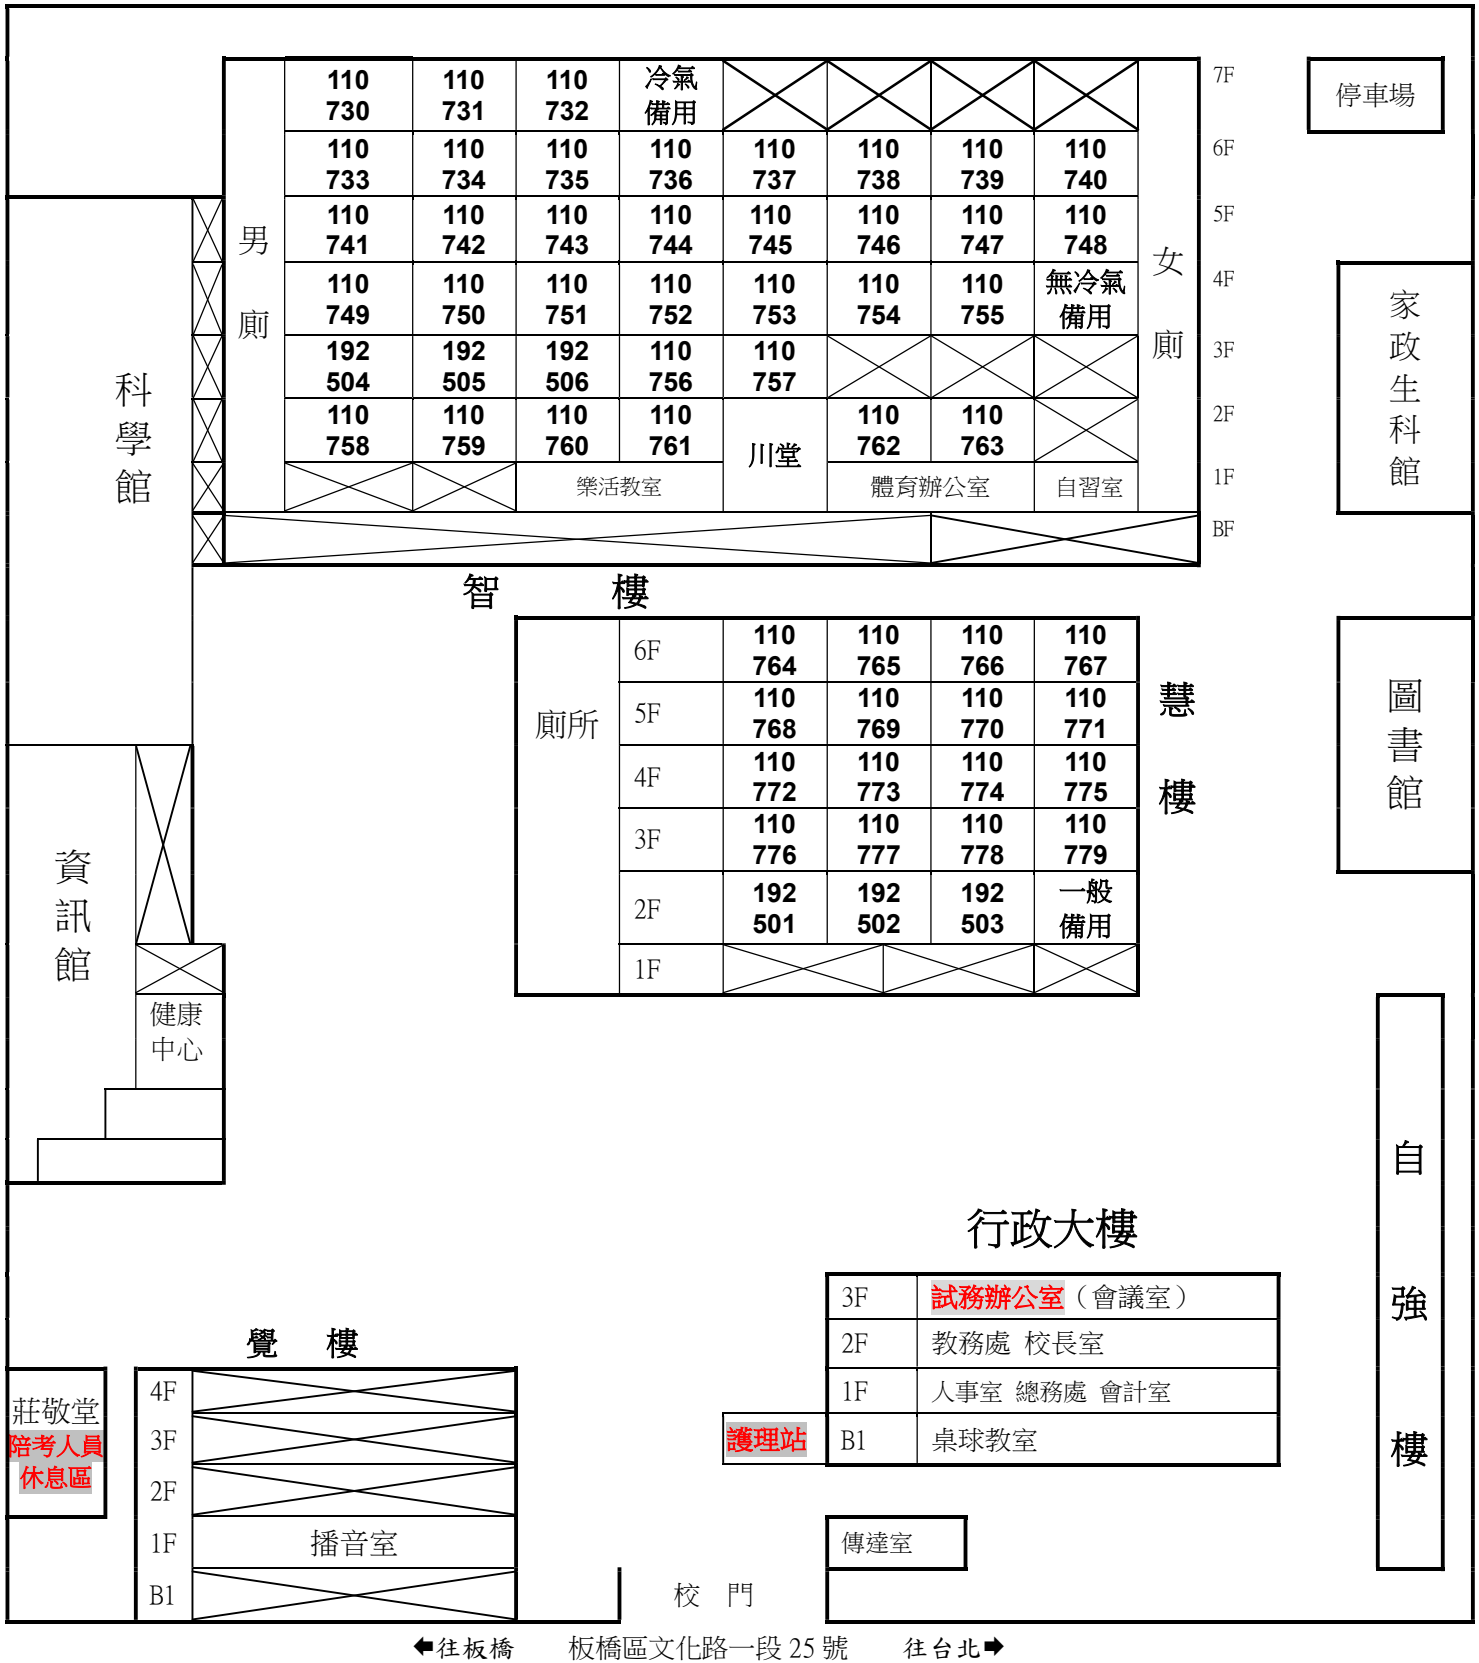 110 110 110 冷氣 7F
730 731 732 備用
停車場
110 110 110 110 110 110 110 110 6F
733 734 735 736 737 738 739 740
110 110 110 110 110 110 110 110 5F
741 742 743 744 745 746 747 748
男廁
女廁
110 110 110 110 110 110 110 無冷氣 4F
749 750 751 752 753 754 755 備用
192 192 192 110 110 3F
504 505 506 756 757
110 110 110 110 110 110 2F
758 759 760 761 762 763
川堂
樂活教室 體育辦公室 自習室 1F
BF
科學館
家政生科館
智 樓
6F 110 110 110 110
764 765 766 767
5F 110 110 110 110
768 769 770 771
廁所
4F 110 110 110 110
772 773 774 775
3F 110 110 110 110
776 777 778 779
2F 192 192 192 一般
501 502 503 備用
1F
慧樓
圖書館
資訊館
健康
中心
自強樓
行政大樓
3F 試務辦公室（會議室）
2F 教務處 校長室
1F 人事室 總務處 會計室
護理站 B1 桌球教室
覺 樓
4F
3F
2F
1F 播音室
B1
莊敬堂
陪考人員
休息區
傳達室
校 門
🡸往板橋 板橋區文化路一段 25 號 往台北🡺